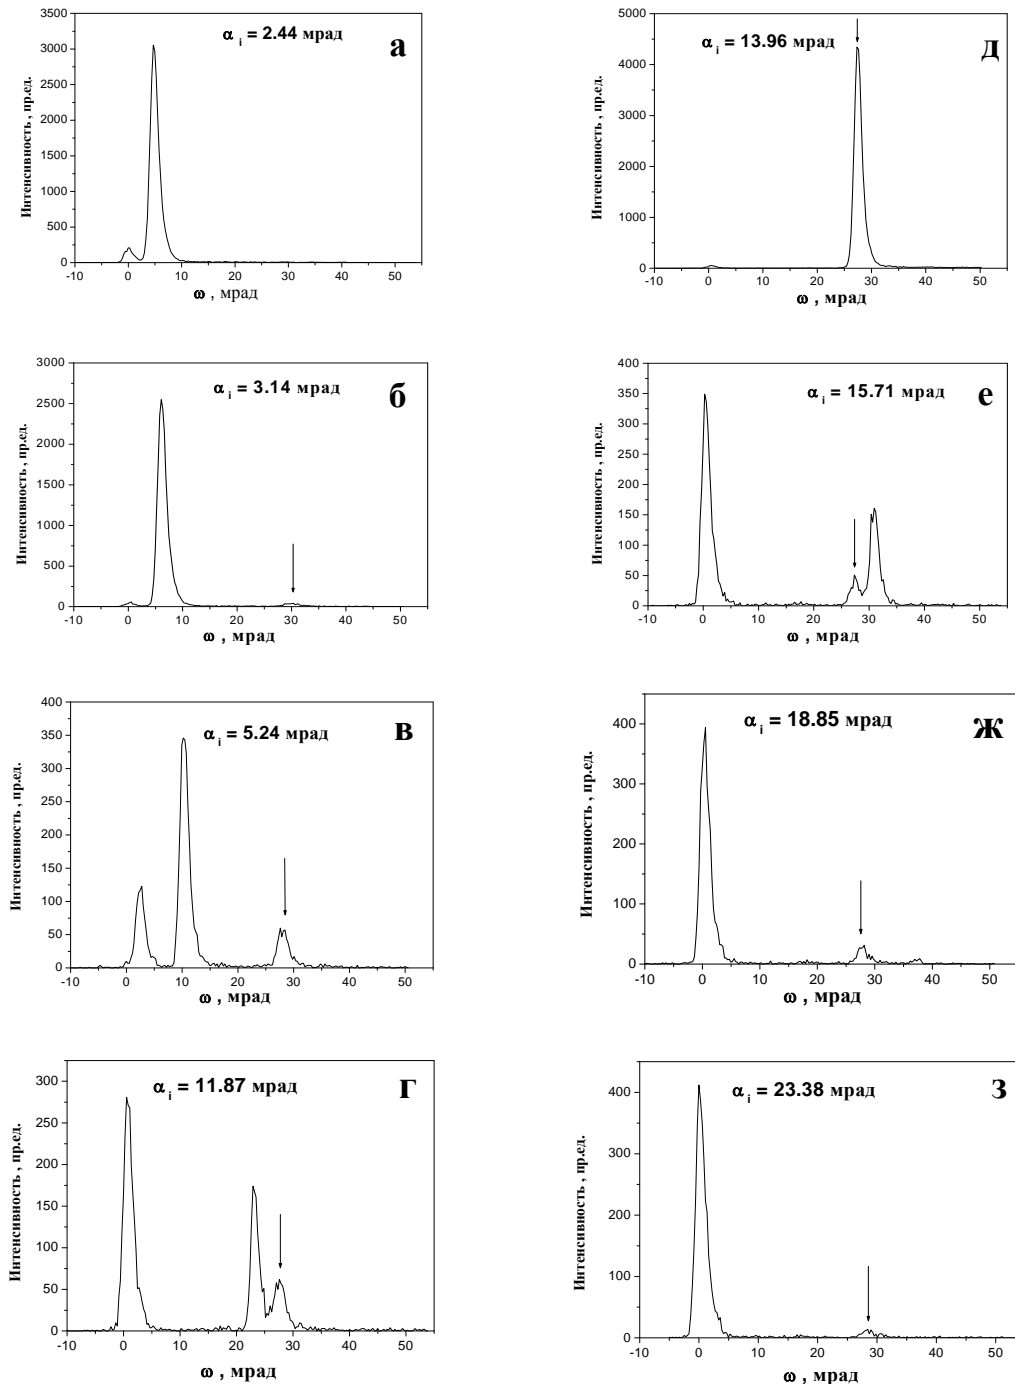 α i = 2.44 мрад
а
Интенсивность , пр.ед.
3500
3000
2500
2000
1500
1000
500
0
-10 0 10 20 30 40 50
ω , мрад
α i = 13.96 мрад
д
Интенсивность , пр.ед.
5000
4000
3000
2000
1000
0
-10 0 10 20 30 40 50
ω , мрад
α i = 3.14 мрад
б
Интенсивность , пр.ед.
3000
2500
2000
1500
1000
500
0
-10 0 10 20 30 40 50
ω , мрад
α i = 15.71 мрад
е
Интенсивность , пр.ед.
400
350
300
250
200
150
100
50
0
-10 0 10 20 30 40 50
ω , мрад
α i = 5.24 мрад
в
Интенсивность , пр.ед.
400
350
300
250
200
150
100
50
0
-10 0 10 20 30 40 50
ω , мрад
α i = 18.85 мрад
ж
Интенсивность , пр.ед.
400
300
200
100
0
-10 0 10 20 30 40 50
ω , мрад
α i = 11.87 мрад
г
Интенсивность , пр.ед.
300
250
200
150
100
50
0
-10 0 10 20 30 40 50
ω , мрад
α i = 23.38 мрад
з
Интенсивность , пр.ед.
400
300
200
100
0
-10 0 10 20 30 40 50
ω , мрад